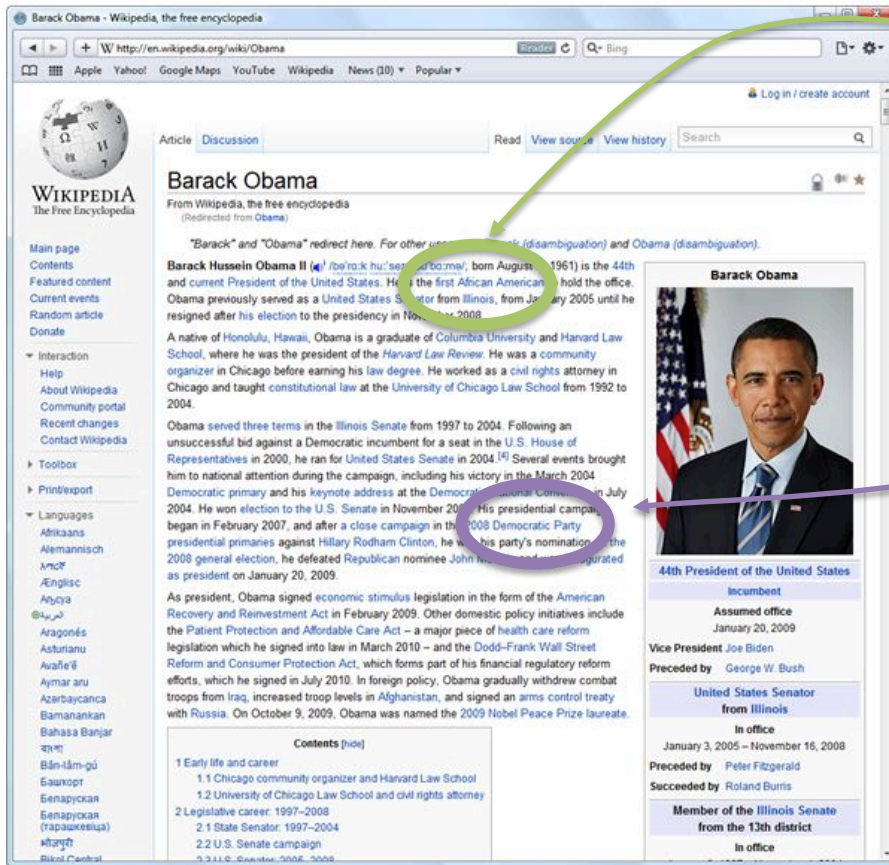 Barack Obama - Wikipedia, the free encyclopedia
W http://en.wikipedia.org/wiki/Obama
Reader
Bing
Apple Yahoo! Google Maps YouTube Wikipedia News (10) Popular
Log in / create account
Article Discussion
Read View source View history
Search
WIKIPEDIA
The Free Encyclopedia
Main page
Contents
Featured content
Current events
Random article
Donate
Interaction
Help
About Wikipedia
Community portal
Recent changes
Contact Wikipedia
Toolbox
Print/export
Languages
Afrikaans
Alemannisch
አማርኛ
Ænglisc
Аҧсуа
العربية
Aragonés
Asturianu
Avañe'ẽ
Aymar aru
Azərbaycanca
Bamanankan
Bahasa Banjar
বাংলা
Bân-lâm-gú
Башҡорт
Беларуская
Беларуская
(тарашкевіца)
भोजपुरी
Bikol Central
Barack Obama
From Wikipedia, the free encyclopedia
(Redirected from Obama)
"Barack" and "Obama" redirect here. For other (disambiguation) and Obama (disambiguation).
Barack Hussein Obama II (/bəˈrɑːk huːˈseɪn oʊˈbɑːmə/; born August 1961) is the 44th
and current President of the United States. He is the first African American hold the office.
Obama previously served as a United States Senator from Illinois, from January 2005 until he
resigned after his election to the presidency in November 2008.
A native of Honolulu, Hawaii, Obama is a graduate of Columbia University and Harvard Law
School, where he was the president of the Harvard Law Review. He was a community
organizer in Chicago before earning his law degree. He worked as a civil rights attorney in
Chicago and taught constitutional law at the University of Chicago Law School from 1992 to
2004.
Obama served three terms in the Illinois Senate from 1997 to 2004. Following an
unsuccessful bid against a Democratic incumbent for a seat in the U.S. House of
Representatives in 2000, he ran for United States Senate in 2004.[4] Several events brought
him to national attention during the campaign, including his victory in the March 2004
Democratic primary and his keynote address at the Democratic National Convention in July
2004. He won election to the U.S. Senate in November His presidential campaign
began in February 2007, and after a close campaign in the 2008 Democratic Party
presidential primaries against Hillary Rodham Clinton, he his party's nomination. the
2008 general election, he defeated Republican nominee John and inaugurated
as president on January 20, 2009.
As president, Obama signed economic stimulus legislation in the form of the American
Recovery and Reinvestment Act in February 2009. Other domestic policy initiatives include
the Patient Protection and Affordable Care Act – a major piece of health care reform
legislation which he signed into law in March 2010 – and the Dodd–Frank Wall Street
Reform and Consumer Protection Act, which forms part of his financial regulatory reform
efforts, which he signed in July 2010. In foreign policy, Obama gradually withdrew combat
troops from Iraq, increased troop levels in Afghanistan, and signed an arms control treaty
with Russia. On October 9, 2009, Obama was named the 2009 Nobel Peace Prize laureate.
Contents [hide]
1 Early life and career
1.1 Chicago community organizer and Harvard Law School
1.2 University of Chicago Law School and civil rights attorney
2 Legislative career: 1997–2008
2.1 State Senator: 1997–2004
2.2 U.S. Senate campaign
2.3 U.S. Senator: 2005–2008
Barack Obama
44th President of the United States
Incumbent
Assumed office
January 20, 2009
Vice President Joe Biden
Preceded by George W. Bush
United States Senator
from Illinois
In office
January 3, 2005 – November 16, 2008
Preceded by Peter Fitzgerald
Succeeded by Roland Burris
Member of the Illinois Senate
from the 13th district
In office